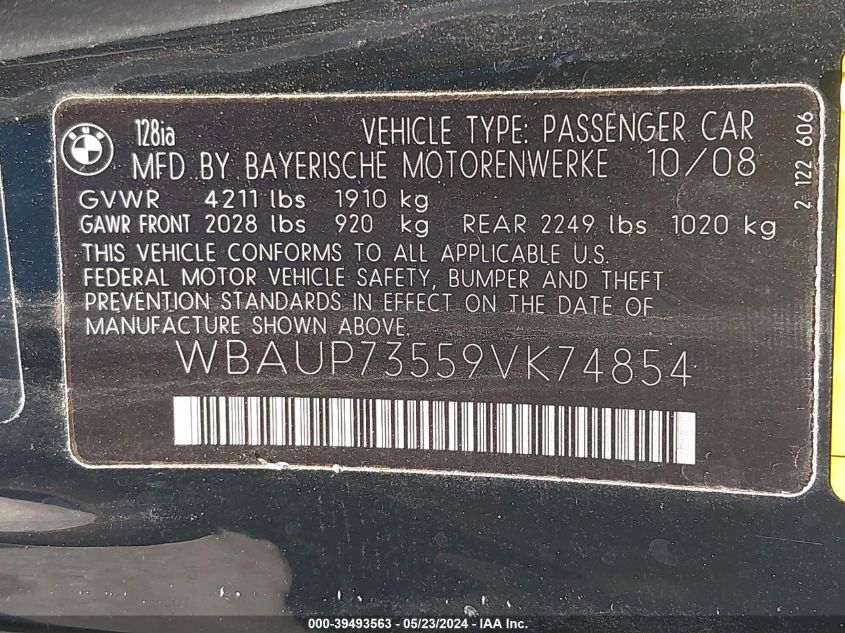 BMW
128ia
VEHICLE TYPE: PASSENGER CAR
MFD BY BAYERISCHE MOTORENWERKE 10/08
GVWR 4211 lbs 1910 kg
GAWR FRONT 2028 lbs 920 kg REAR 2249 lbs 1020 kg
THIS VEHICLE CONFORMS TO ALL APPLICABLE U.S.
FEDERAL MOTOR VEHICLE SAFETY, BUMPER AND THEFT
PREVENTION STANDARDS IN EFFECT ON THE DATE OF
MANUFACTURE SHOWN ABOVE.
WBAUP73559VK74854
2 122 606
000-39493563 - 05/23/2024 - IAA Inc.